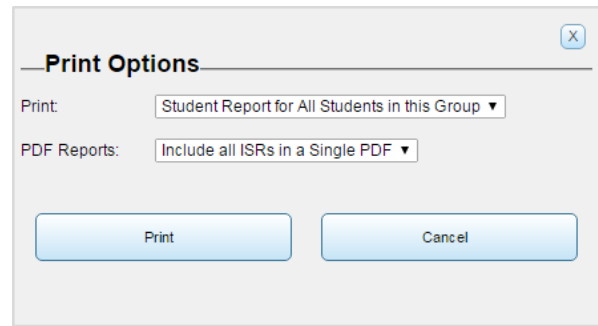 X
Print Options
Print: Student Report for All Students in this Group ▼
PDF Reports: Include all ISRs in a Single PDF ▼
Print Cancel